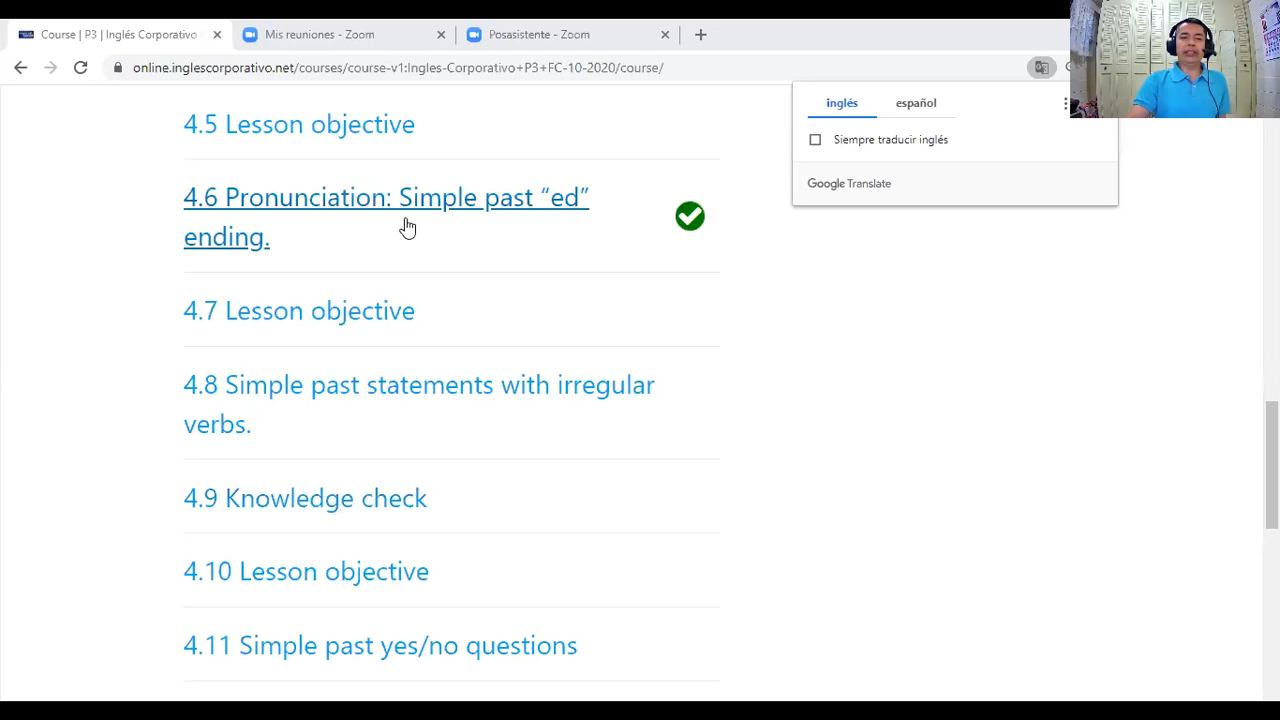 Course | P3 | Inglés Corporativo
Mis reuniones - Zoom
Posasistente - Zoom
online.inglescorporativo.net/courses/course-v1:Ingles-Corporativo+P3+FC-10-2020/course/
inglés español
Siempre traducir inglés
Google Translate
4.5 Lesson objective
4.6 Pronunciation: Simple past “ed”
ending.
4.7 Lesson objective
4.8 Simple past statements with irregular
verbs.
4.9 Knowledge check
4.10 Lesson objective
4.11 Simple past yes/no questions